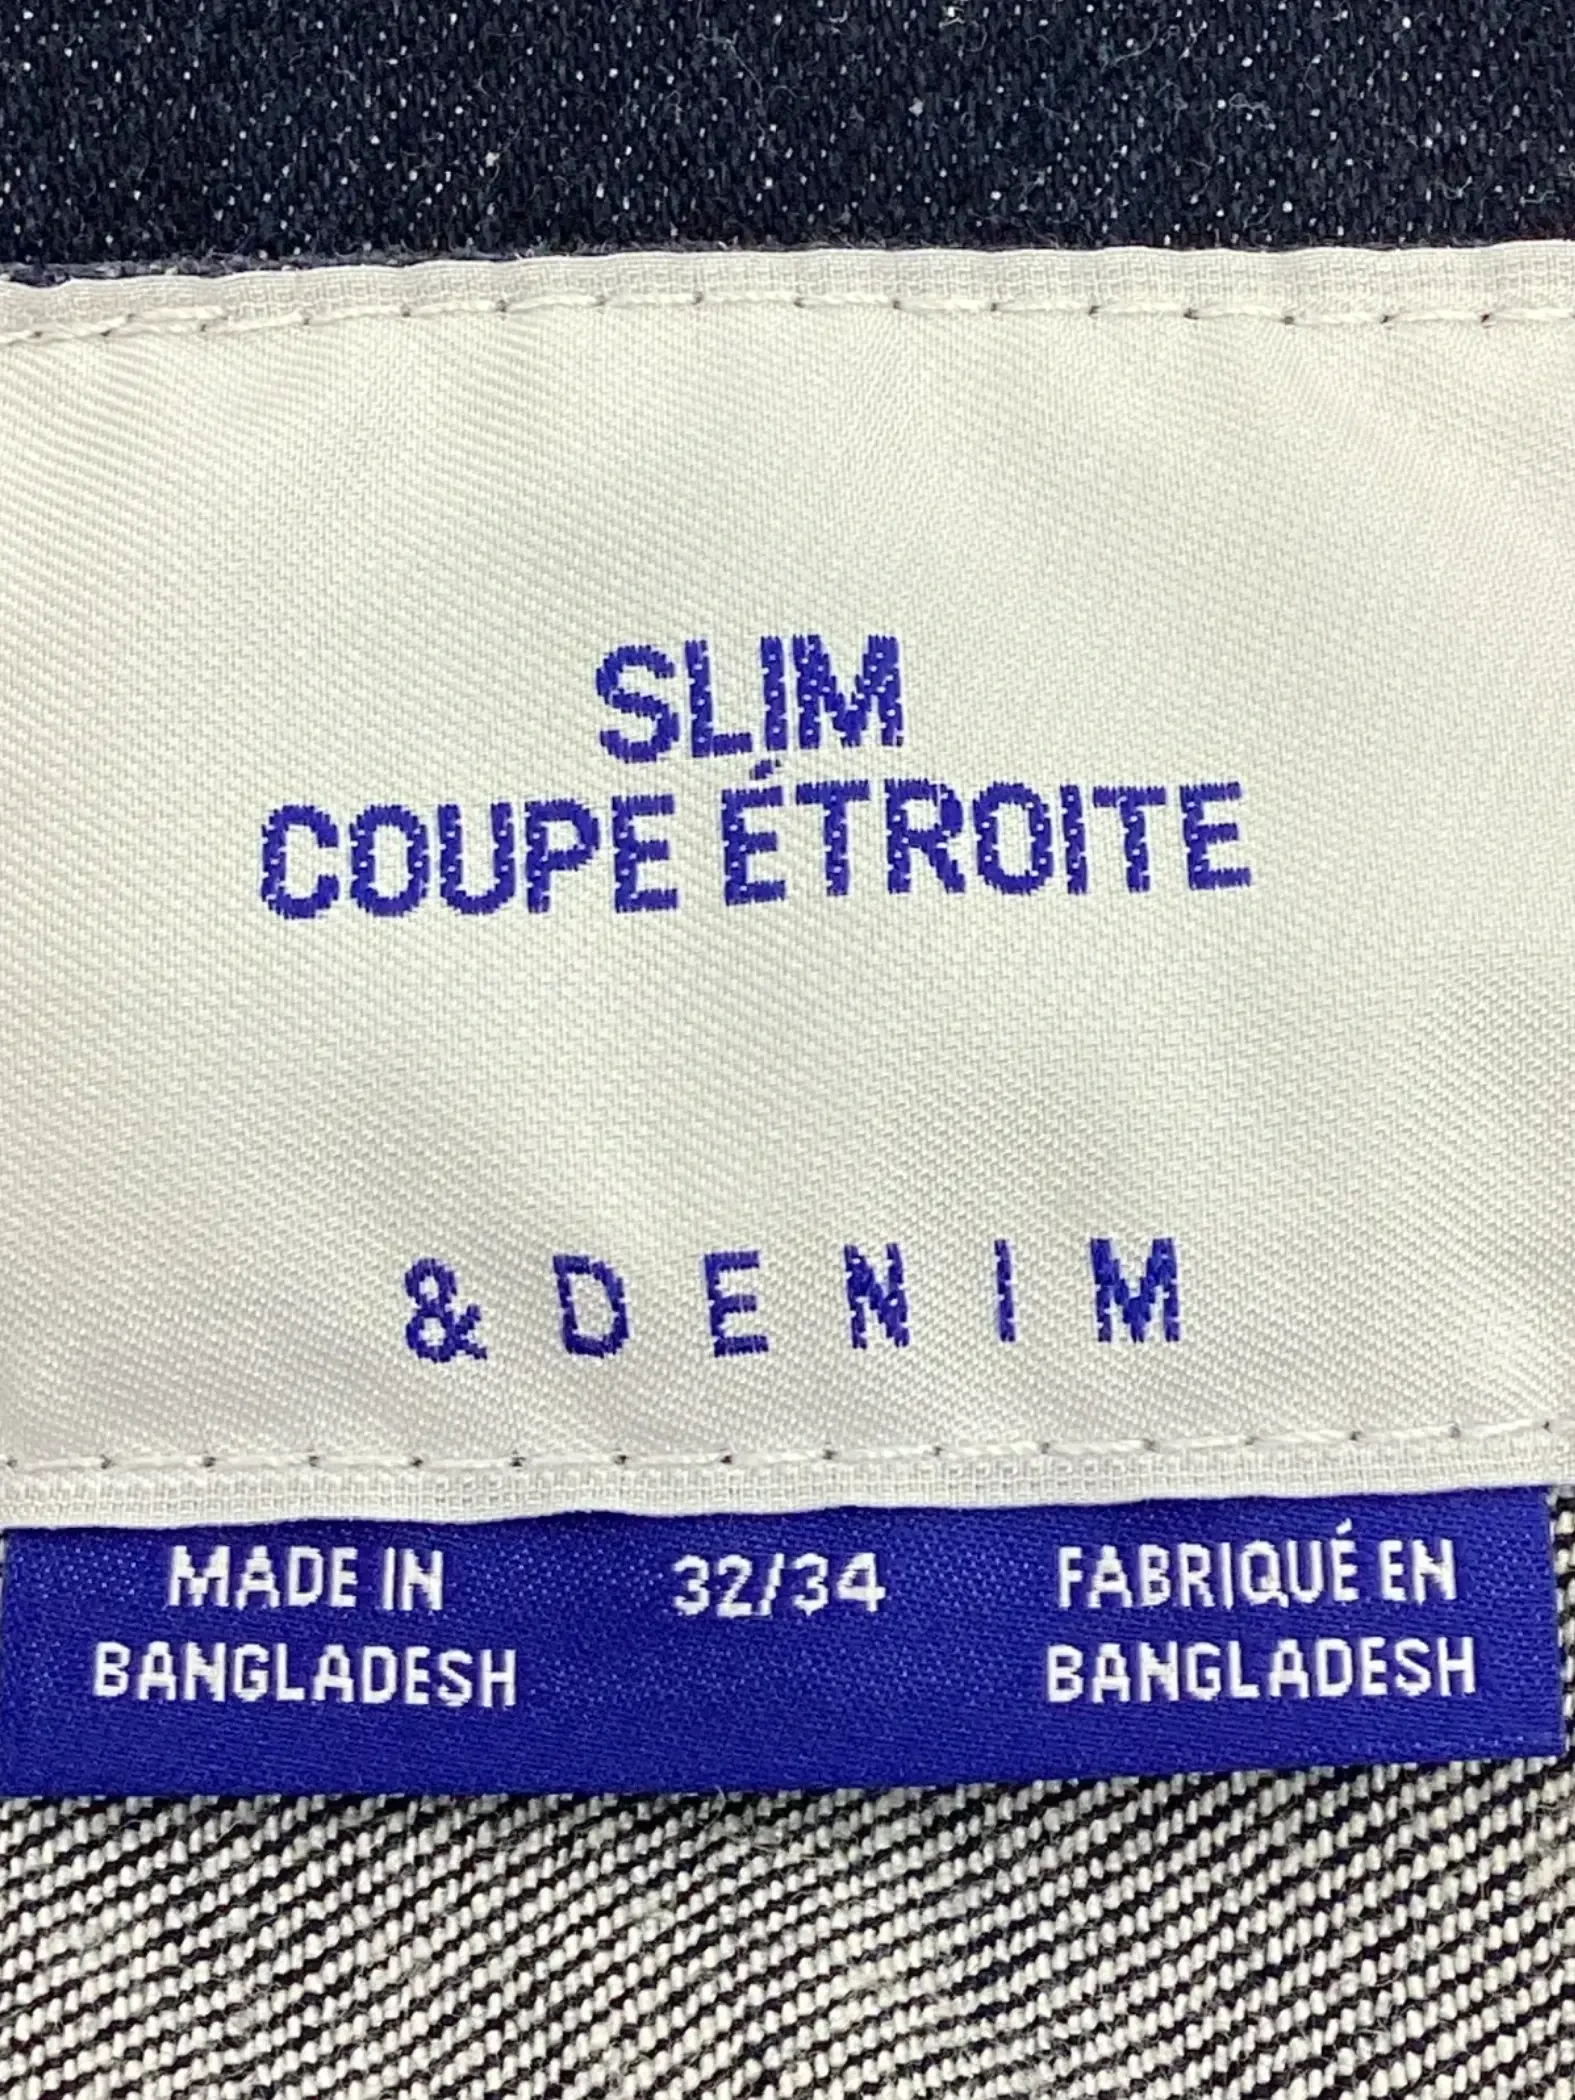 SLIM
COUPE ÉTROITE
& DENIM
MADE IN
BANGLADESH
32/34
FABRIQUÉ EN
BANGLADESH